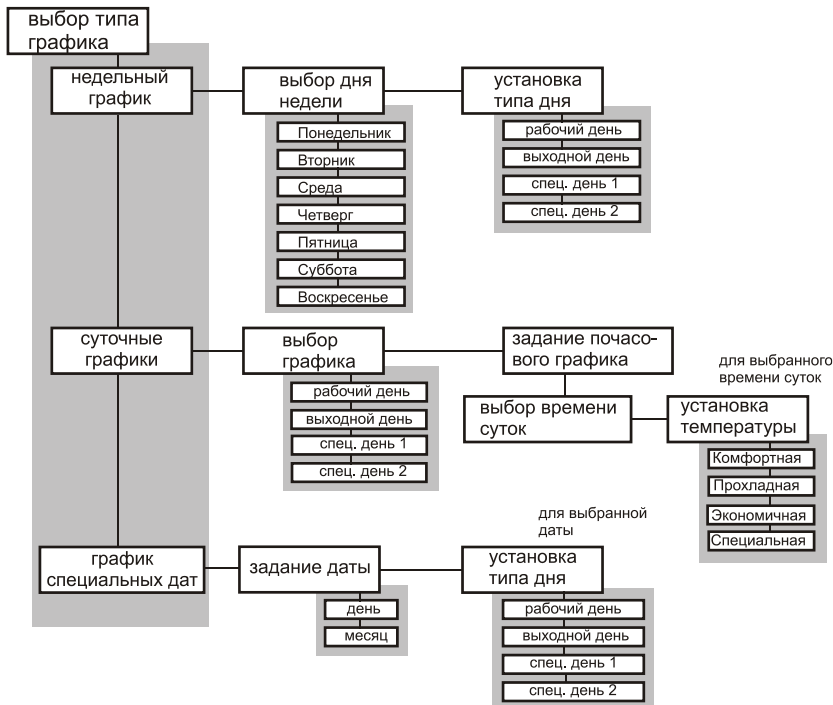 выбор типа
графика
недельный
график
выбор дня
недели
Понедельник
Вторник
Среда
Четверг
Пятница
Суббота
Воскресенье
установка
типа дня
рабочий день
выходной день
спец. день 1
спец. день 2
суточные
графики
выбор
графика
рабочий день
выходной день
спец. день 1
спец. день 2
задание почасо-
вого графика
выбор времени
суток
для выбранного
времени суток
установка
температуры
Комфортная
Прохладная
Экономичная
Специальная
график
специальных дат
задание даты
день
месяц
для выбранной
даты
установка
типа дня
рабочий день
выходной день
спец. день 1
спец. день 2